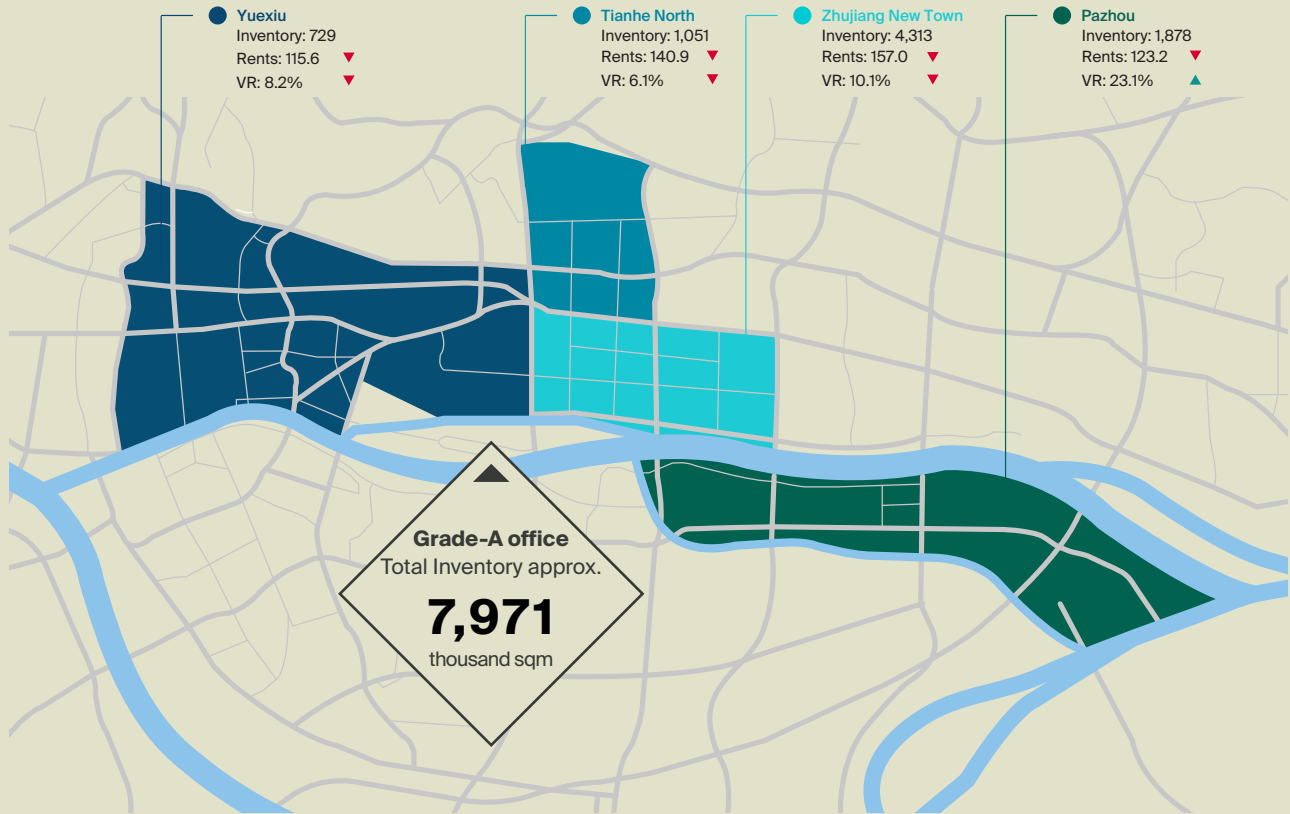 Yuexiu
Inventory: 729
Rents: 115.6
VR: 8.2%
Tianhe North
Inventory: 1,051
Rents: 140.9
VR: 6.1%
Zhujiang New Town
Inventory: 4,313
Rents: 157.0
VR: 10.1%
Pazhou
Inventory: 1,878
Rents: 123.2
VR: 23.1%
Grade-A office
Total Inventory approx.
7,971
thousand sqm